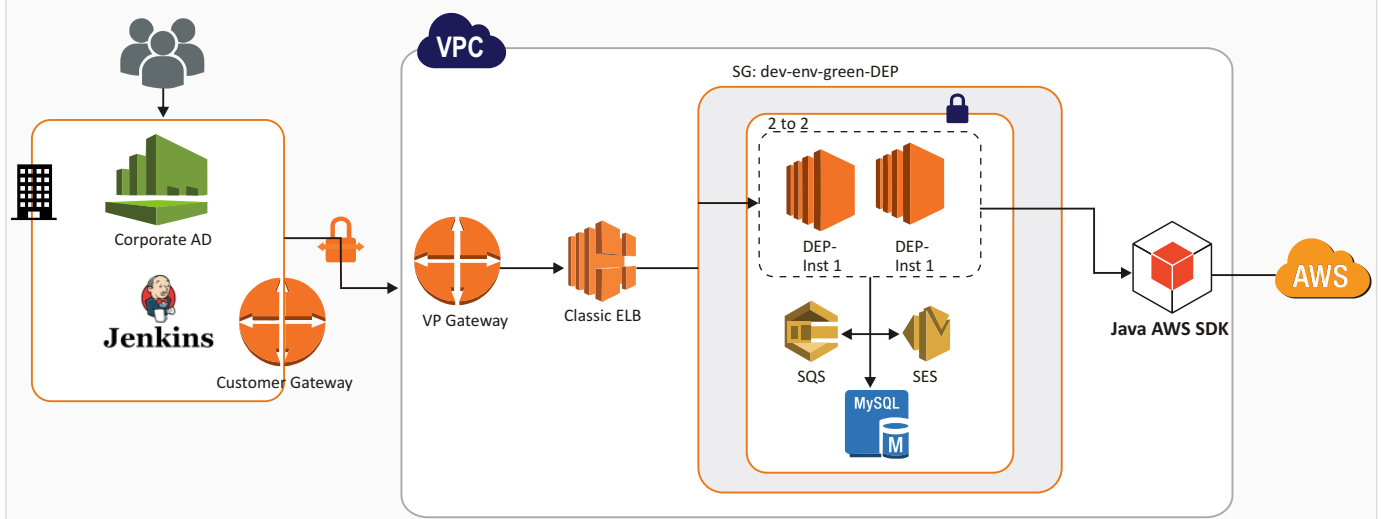 VPC
SG: dev-env-green-DEP
2 to 2
Corporate AD
DEP-
Inst 1
DEP-
Inst 1
AWS
Jenkins
VP Gateway
Classic ELB
Java AWS SDK
Customer Gateway
SQS
SES
MySQL
M